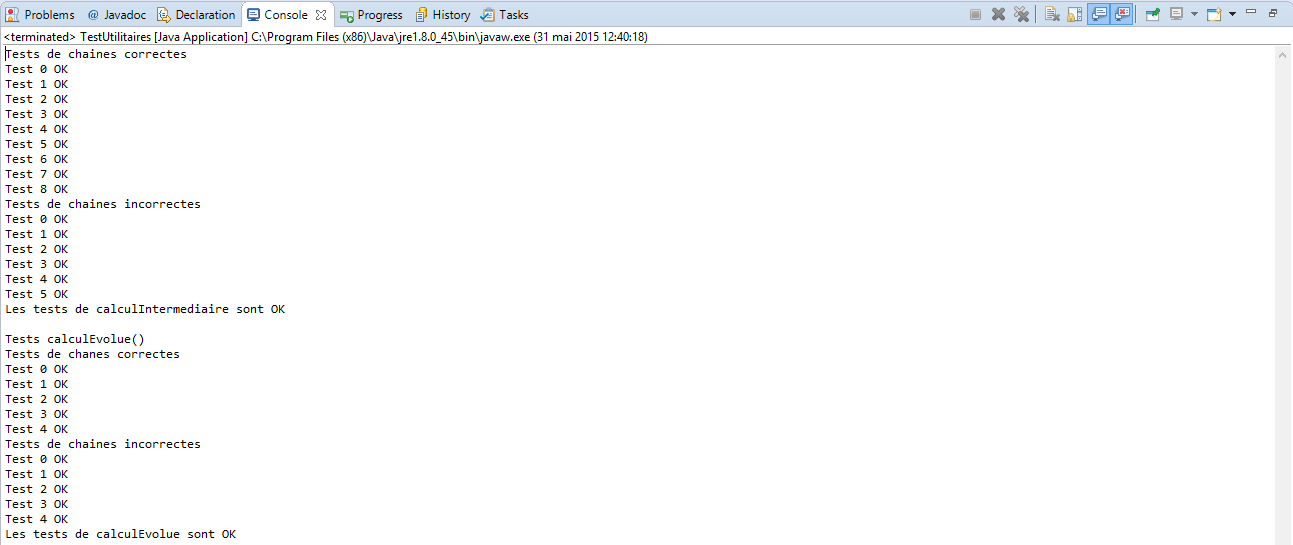 Problems @ Javadoc Declaration Console Progress History Tasks
<terminated> TestUtilitaires [Java Application] C:\Program Files (x86)\Java\jre1.8.0_45\bin\javaw.exe (31 mai 2015 12:40:18)
Tests de chaines correctes
Test 0 OK
Test 1 OK
Test 2 OK
Test 3 OK
Test 4 OK
Test 5 OK
Test 6 OK
Test 7 OK
Test 8 OK
Tests de chaines incorrectes
Test 0 OK
Test 1 OK
Test 2 OK
Test 3 OK
Test 4 OK
Test 5 OK
Les tests de calculIntermediaire sont OK
Tests calculEvolue()
Tests de chanes correctes
Test 0 OK
Test 1 OK
Test 2 OK
Test 3 OK
Test 4 OK
Tests de chaines incorrectes
Test 0 OK
Test 1 OK
Test 2 OK
Test 3 OK
Test 4 OK
Les tests de calculEvolue sont OK